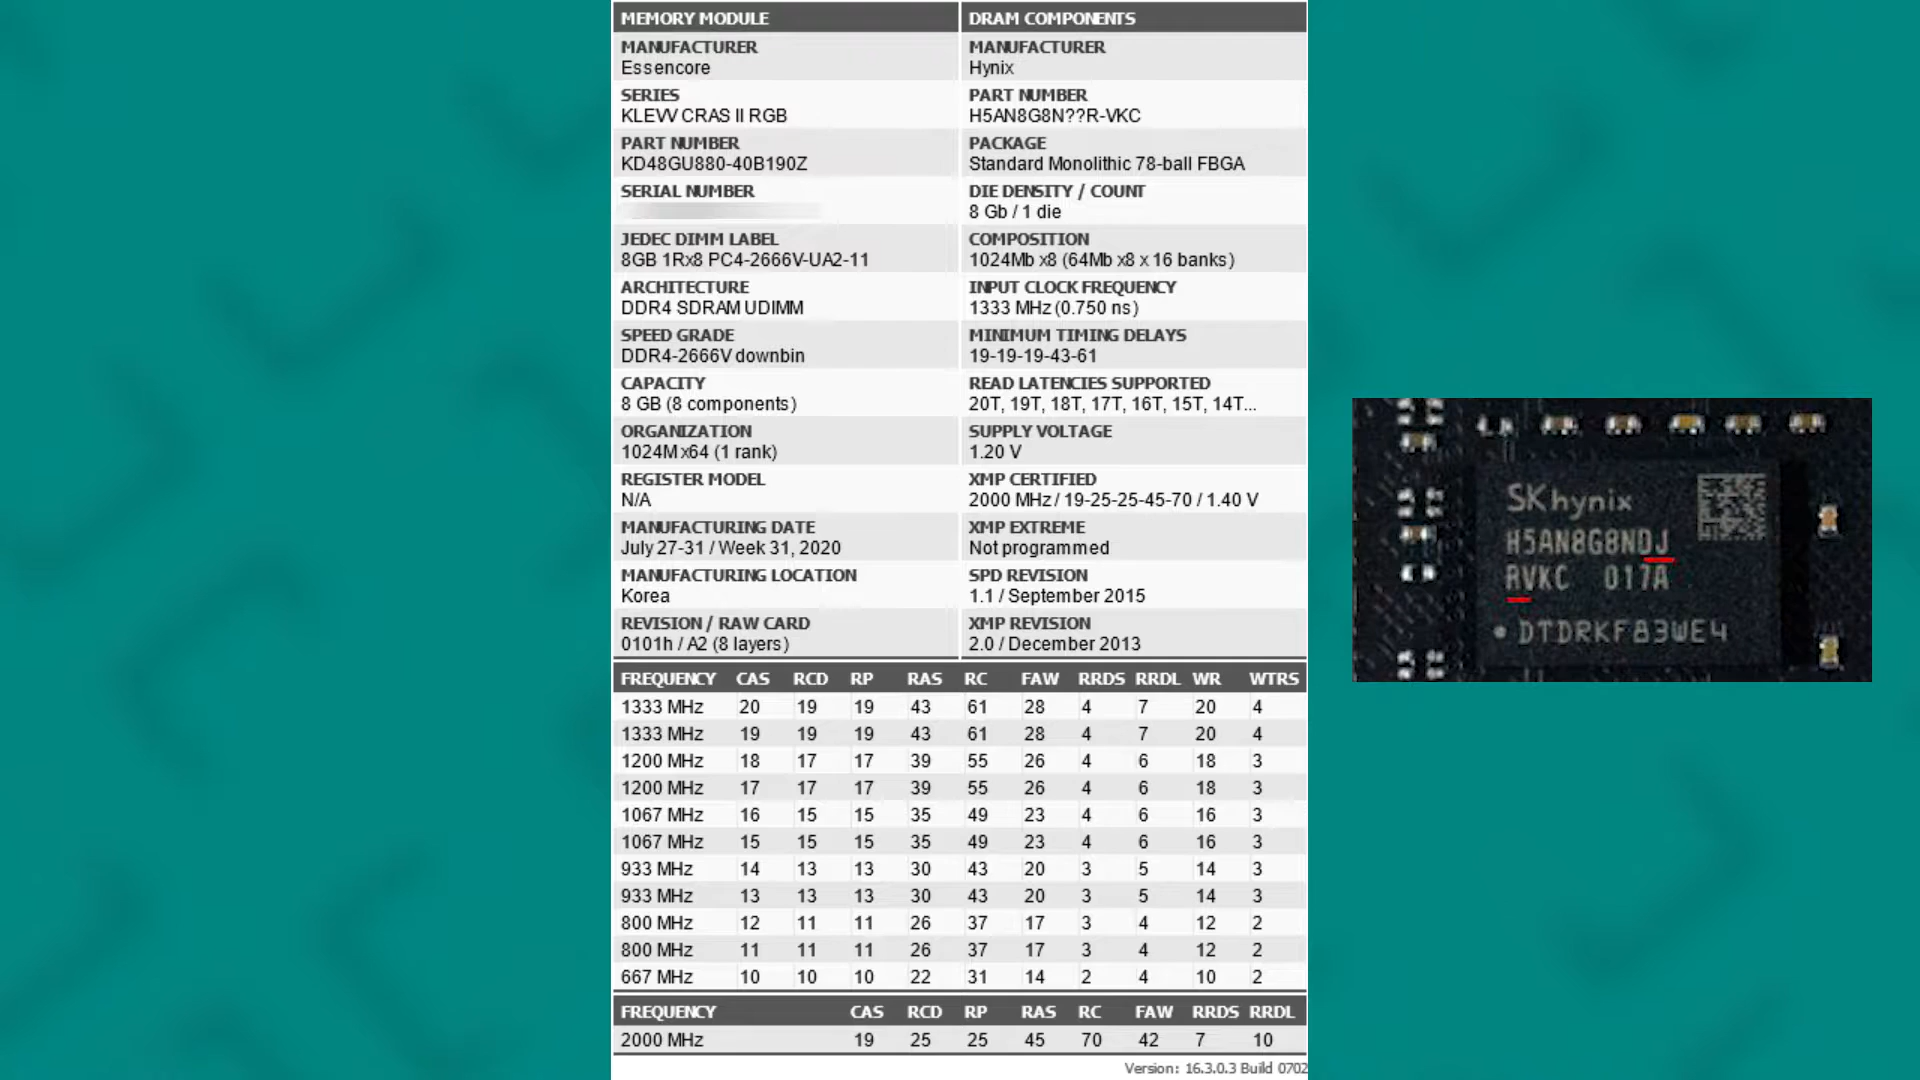 MEMORY MODULE DRAM COMPONENTS
MANUFACTURER MANUFACTURER
Essencore Hynix
SERIES PART NUMBER
KLEVV CRAS II RGB H5AN8G8N??R-VKC
PART NUMBER PACKAGE
KD48GU880-40B190Z Standard Monolithic 78-ball FBGA
SERIAL NUMBER DIE DENSITY / COUNT
8 Gb / 1 die
JEDEC DIMM LABEL COMPOSITION
8GB 1Rx8 PC4-2666V-UA2-11 1024Mb x8 (64Mb x8 x 16 banks)
ARCHITECTURE INPUT CLOCK FREQUENCY
DDR4 SDRAM UDIMM 1333 MHz (0.750 ns)
SPEED GRADE MINIMUM TIMING DELAYS
DDR4-2666V downbin 19-19-19-43-61
CAPACITY READ LATENCIES SUPPORTED
8 GB (8 components) 20T, 19T, 18T, 17T, 16T, 15T, 14T...
ORGANIZATION SUPPLY VOLTAGE
1024M x64 (1 rank) 1.20 V
REGISTER MODEL XMP CERTIFIED
N/A 2000 MHz / 19-25-25-45-70 / 1.40 V
MANUFACTURING DATE XMP EXTREME
July 27-31 / Week 31, 2020 Not programmed
MANUFACTURING LOCATION SPD REVISION
Korea 1.1 / September 2015
REVISION / RAW CARD XMP REVISION
0101h / A2 (8 layers) 2.0 / December 2013
FREQUENCY CAS RCD RP RAS RC FAW RRDS RRDL WR WTRS
1333 MHz 20 19 19 43 61 28 4 7 20 4
1333 MHz 19 19 19 43 61 28 4 7 20 4
1200 MHz 18 17 17 39 55 26 4 6 18 3
1200 MHz 17 17 17 39 55 26 4 6 18 3
1067 MHz 16 15 15 35 49 23 4 6 16 3
1067 MHz 15 15 15 35 49 23 4 6 16 3
933 MHz 14 13 13 30 43 20 3 5 14 3
933 MHz 13 13 13 30 43 20 3 5 14 3
800 MHz 12 11 11 26 37 17 3 4 12 2
800 MHz 11 11 11 26 37 17 3 4 12 2
667 MHz 10 10 10 22 31 14 2 4 10 2
FREQUENCY CAS RCD RP RAS RC FAW RRDS RRDL
2000 MHz 19 25 25 45 70 42 7 10
Version: 16.3.0.3 Build 0702
SKhynix
H5AN8G8NDJ
RVKC 017A
DTDRKF83WE4